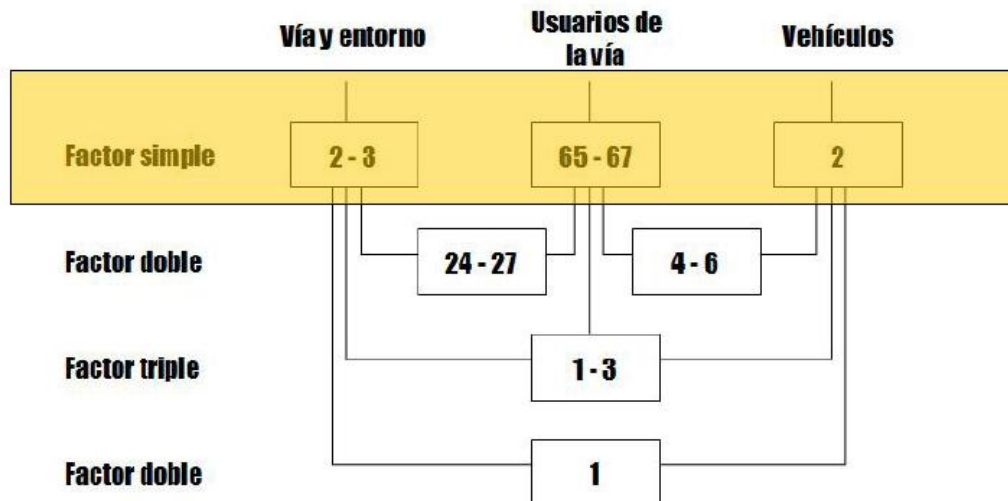 Vía y entorno
Usuarios de
la vía
Vehículos
Factor simple
2 - 3
65 - 67
2
Factor doble
24 - 27
4 - 6
Factor triple
1 - 3
Factor doble
1